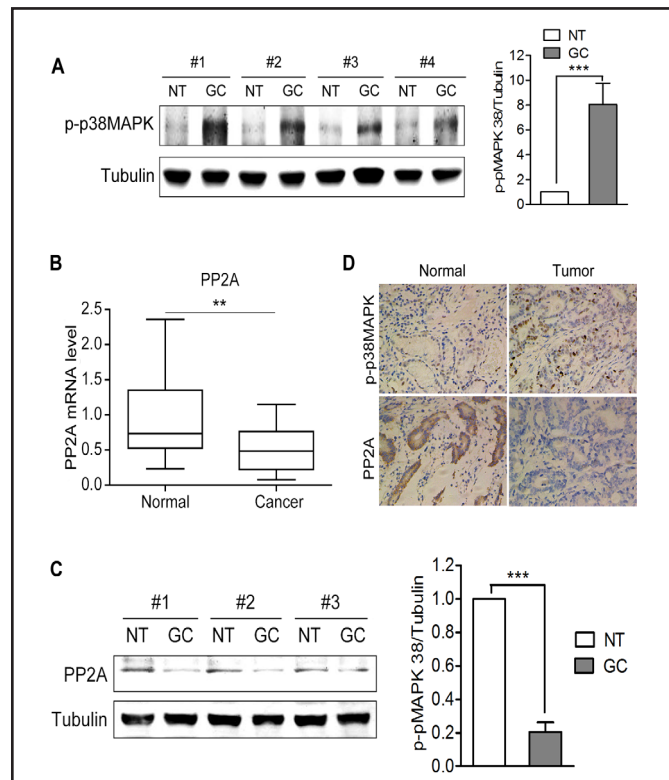 A
#1 #2 #3 #4
NT GC NT GC NT GC NT GC
p-p38MAPK
Tubulin
NT
GC
p-pMAPK 38/Tubulin
12
10
8
6
4
2
0
***
B
PP2A
**
PP2A mRNA level
2.5
2.0
1.5
1.0
0.5
0.0
Normal Cancer
D
Normal Tumor
p-p38MAPK
PP2A
C
#1 #2 #3
NT GC NT GC NT GC
PP2A
Tubulin
p-pMAPK 38/Tubulin
1.2
1.0
0.8
0.6
0.4
0.2
0.0
***
NT
GC